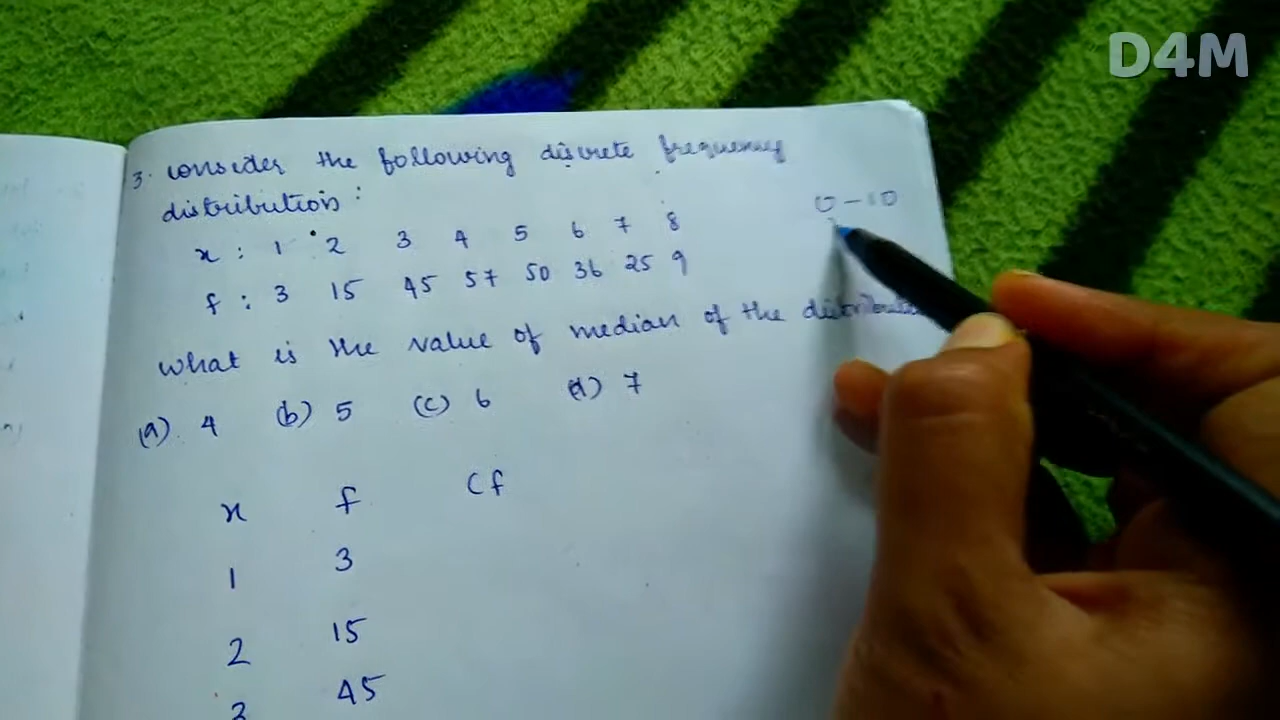 D4M
3. consider the following discrete frequency
distribution :
0-10
x : 1 2 3 4 5 6 7 8
f : 3 15 45 57 50 36 25 9
what is the value of median of the
(a) 4 (b) 5 (c) 6 (d) 7
x f Cf
1 3
2 15
3 45